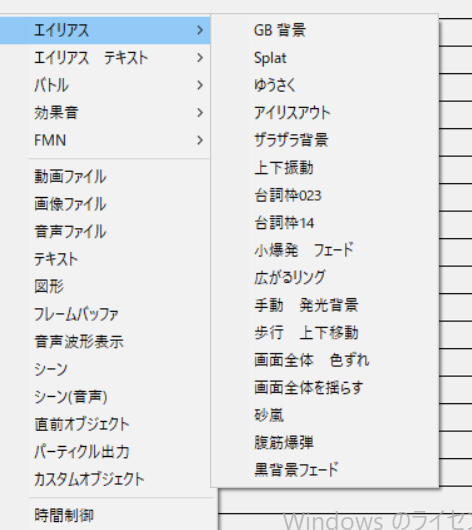 エイリアス
エイリアス　テキスト
バトル
効果音
FMN
動画ファイル
画像ファイル
音声ファイル
テキスト
図形
フレームバッファ
音声波形表示
シーン
シーン(音声)
直前オブジェクト
パーティクル出力
カスタムオブジェクト
時間制御
GB 背景
Splat
ゆうさく
アイリスアウト
ザラザラ背景
上下振動
台詞枠023
台詞枠14
小爆発　フェード
広がるリング
手動　発光背景
歩行　上下移動
画面全体　色ずれ
画面全体を揺らす
砂嵐
腹筋爆弾
黒背景フェード
Windows のライセ